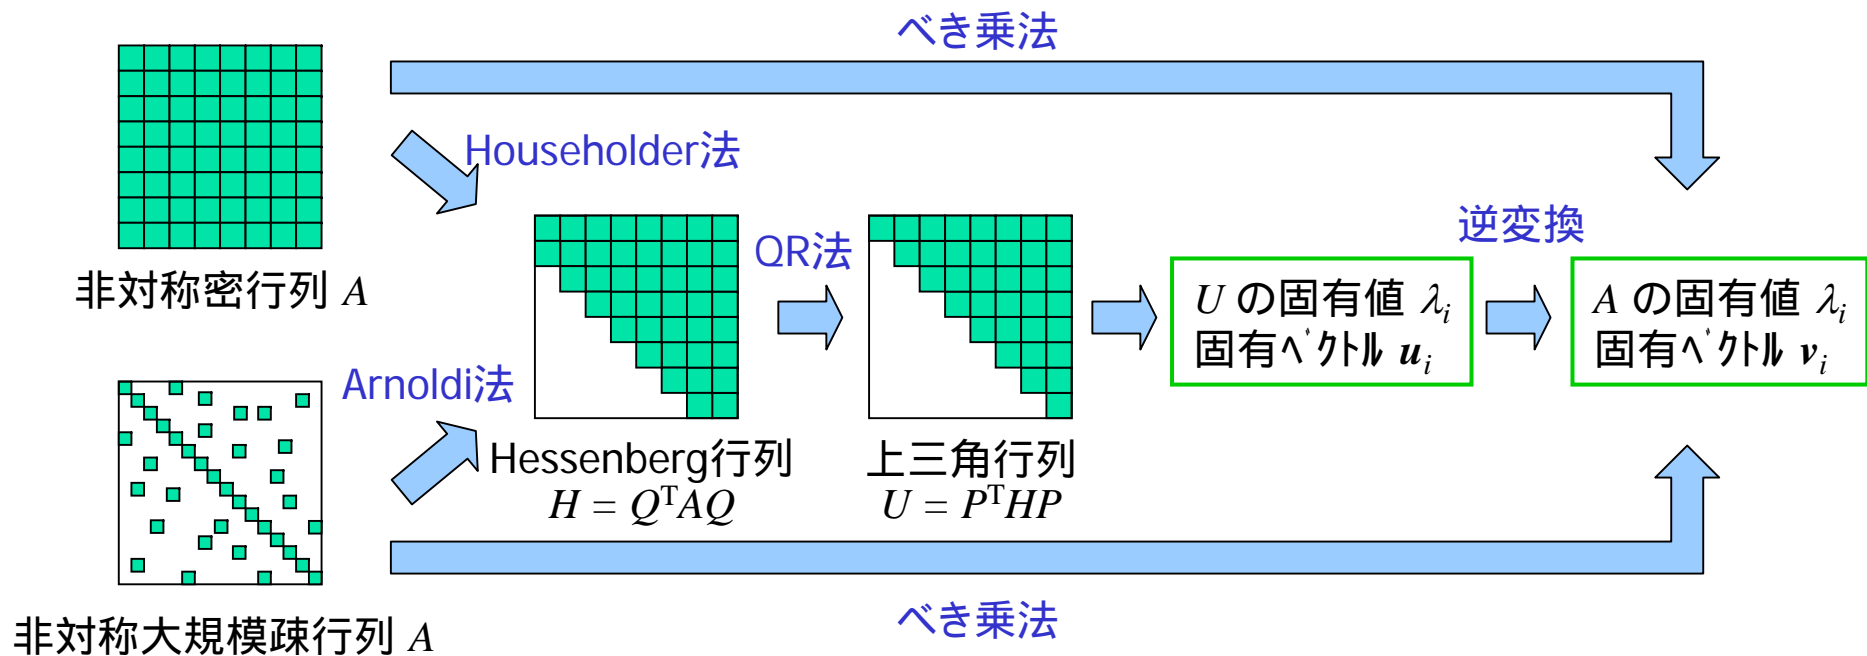 べき乗法
Householder法
非対称密行列 A
QR法
逆変換
U の固有値 λi
固有ベクトル ui
A の固有値 λi
固有ベクトル vi
Arnoldi法
Hessenberg行列
H = QTAQ
上三角行列
U = PTHP
べき乗法
非対称大規模疎行列 A